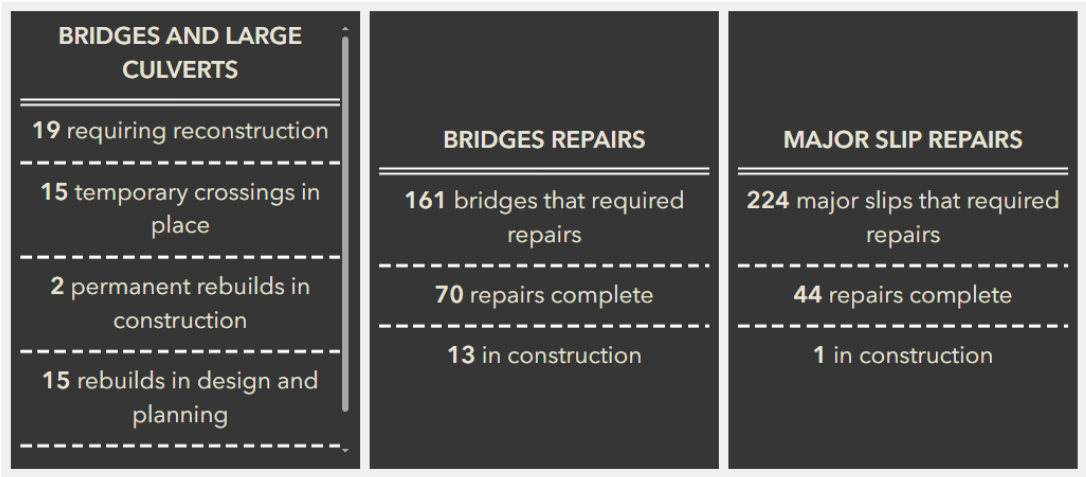 BRIDGES AND LARGE
CULVERTS
19 requiring reconstruction
15 temporary crossings in
place
2 permanent rebuilds in
construction
15 rebuilds in design and
planning
BRIDGES REPAIRS
161 bridges that required
repairs
70 repairs complete
13 in construction
MAJOR SLIP REPAIRS
224 major slips that required
repairs
44 repairs complete
1 in construction